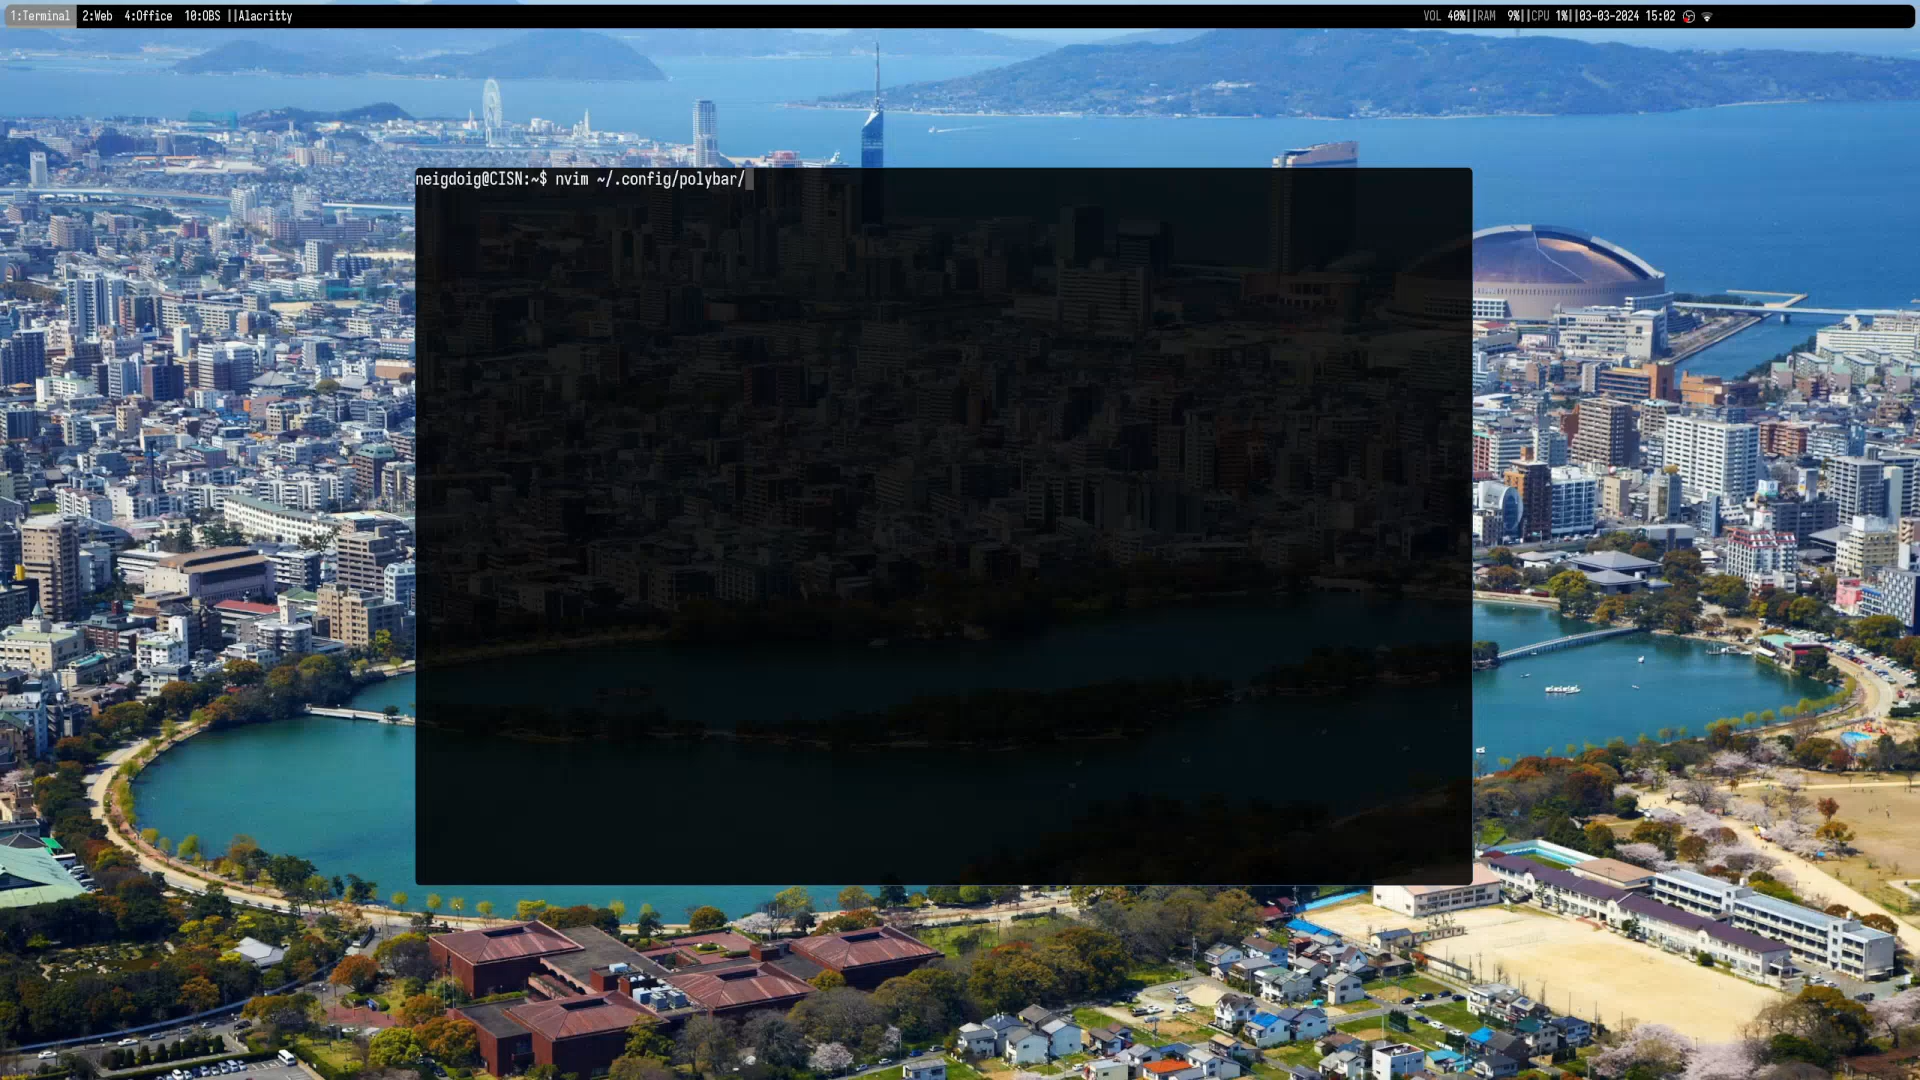 1:Terminal 2:Web 4:Office 10:OBS ||Alacritty
VOL 40%||RAM 9%||CPU 1%||03-03-2024 15:02
neigdoig@CISN:~$ nvim ~/.config/polybar/